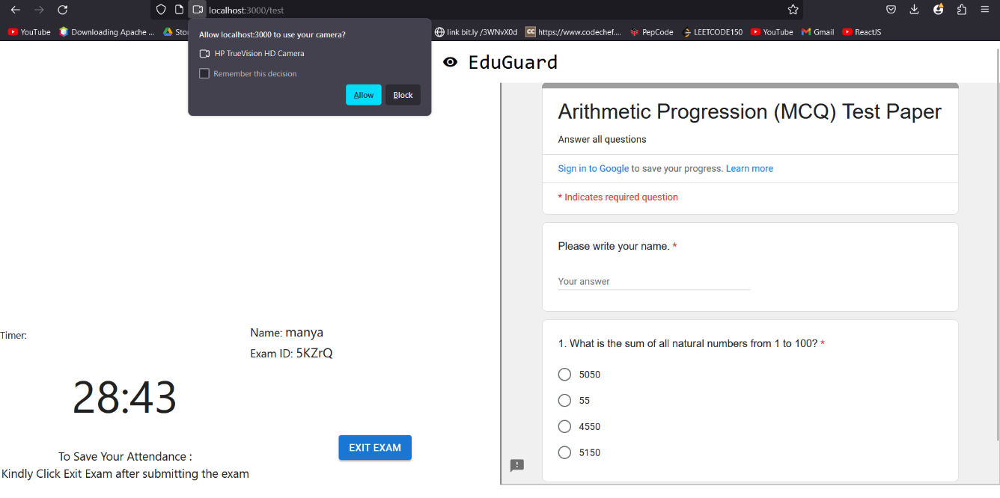 localhost:3000/test
YouTube
Downloading Apache ...
link bit.ly /3WNvX0d
https://www.codechef....
PepCode
LEETCODE150
YouTube
Gmail
ReactJS
Allow localhost:3000 to use your camera?
HP TrueVision HD Camera
Remember this decision
Allow
Block
EduGuard
Arithmetic Progression (MCQ) Test Paper
Answer all questions
Sign in to Google to save your progress. Learn more
* Indicates required question
Please write your name. *
Your answer
Timer:
Name: manya
Exam ID: 5KZrQ
28:43
To Save Your Attendance :
Kindly Click Exit Exam after submitting the exam
EXIT EXAM
1. What is the sum of all natural numbers from 1 to 100? *
5050
55
4550
5150